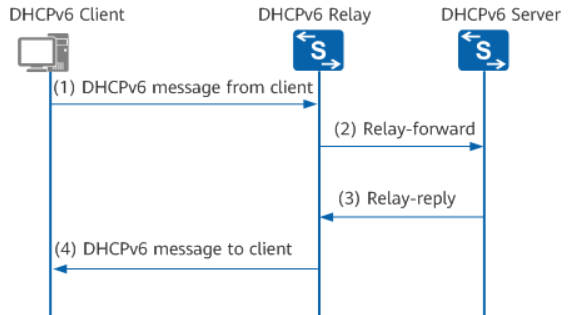 DHCPv6 Client
DHCPv6 Relay
DHCPv6 Server
S
S
(1) DHCPv6 message from client
(2) Relay-forward
(3) Relay-reply
(4) DHCPv6 message to client